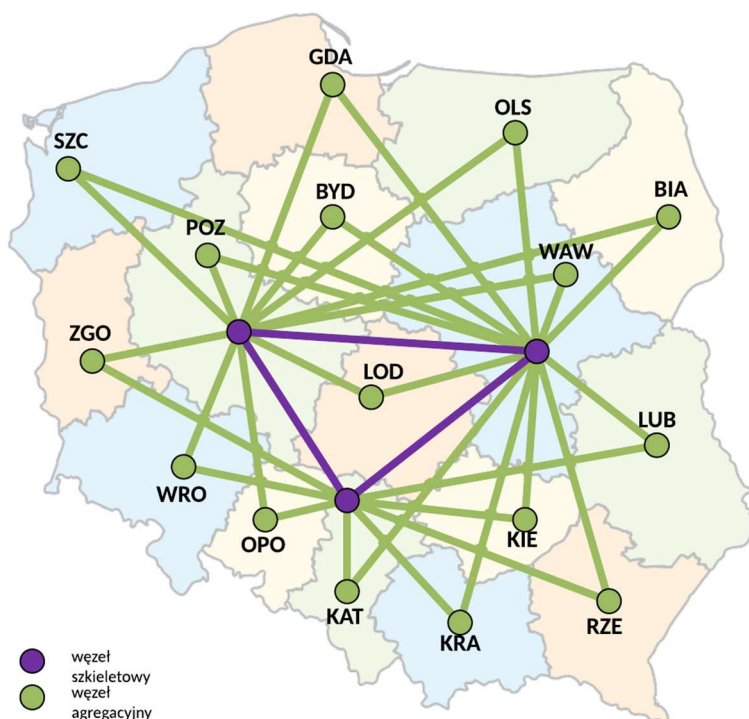 GDA
OLS
SZC
BYD
BIA
POZ
WAW
ZGO
LOD
LUB
WRO
OPO
KIE
KAT
KRA
RZE
węzeł
szkieletowy
węzeł
agregacyjny